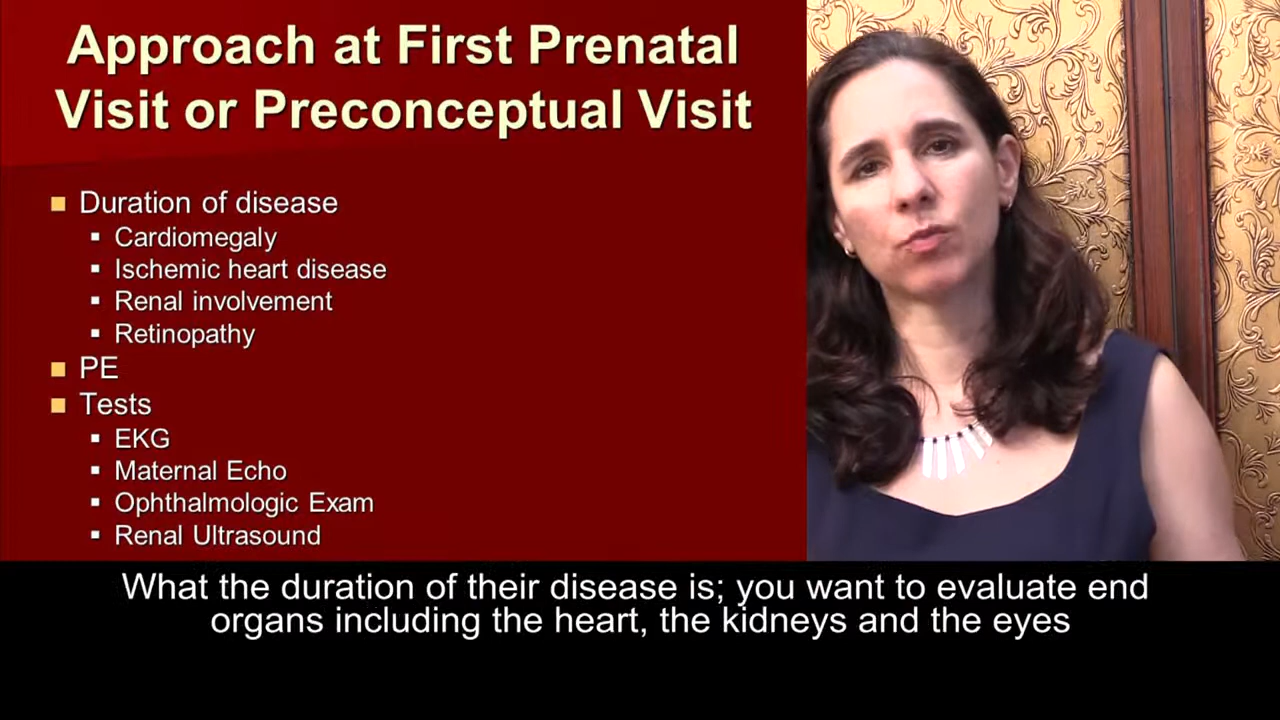 Approach at First Prenatal
Visit or Preconceptual Visit
Duration of disease
Cardiomegaly
Ischemic heart disease
Renal involvement
Retinopathy
PE
Tests
EKG
Maternal Echo
Ophthalmologic Exam
Renal Ultrasound
What the duration of their disease is; you want to evaluate end
organs including the heart, the kidneys and the eyes